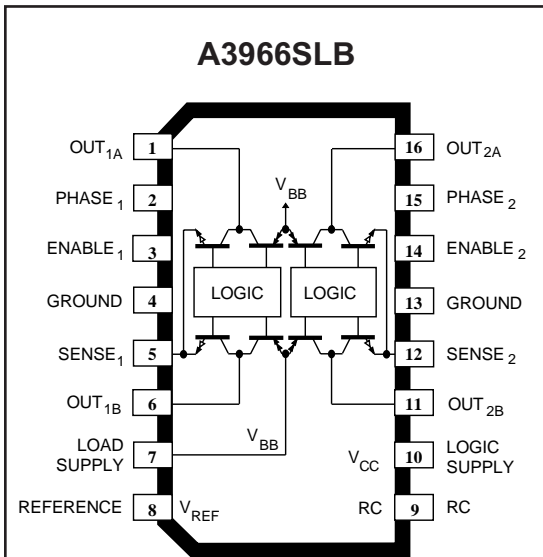 A3966SLB
OUT1A 1 16 OUT2A
PHASE1 2 VBB 15 PHASE2
ENABLE1 3 14 ENABLE2
GROUND 4 LOGIC LOGIC 13 GROUND
SENSE1 5 12 SENSE2
OUT1B 6 11 OUT2B
LOAD SUPPLY 7 VBB VCC 10 LOGIC SUPPLY
REFERENCE 8 VREF RC 9 RC